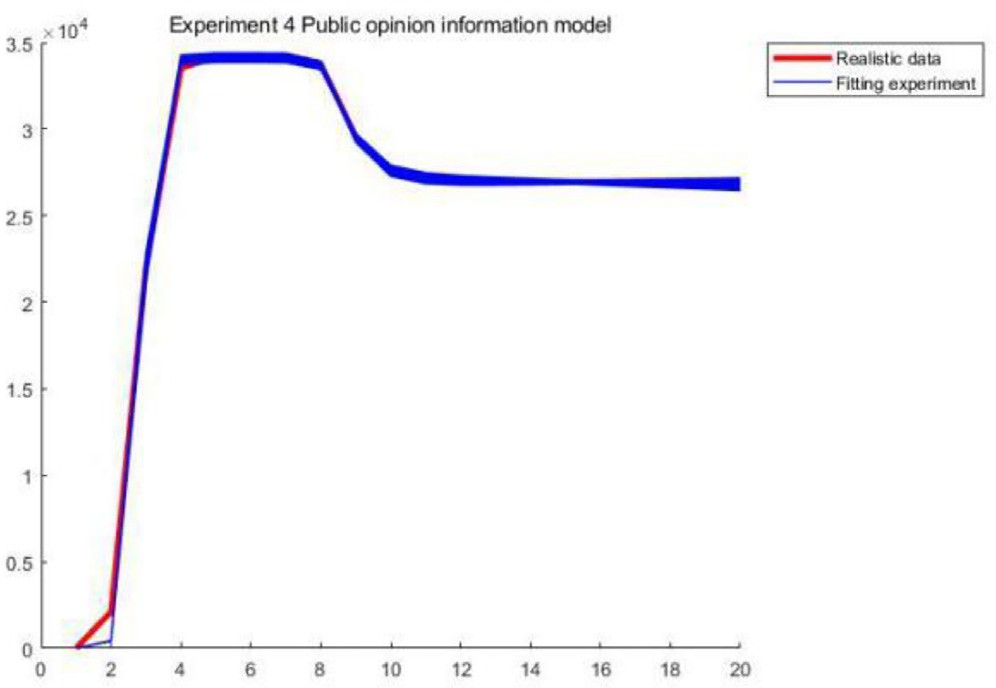 Experiment 4 Public opinion information model
×10⁴
3.5
3
2.5
2
1.5
1
0.5
0
0 2 4 6 8 10 12 14 16 18 20
Realistic data
Fitting experiment